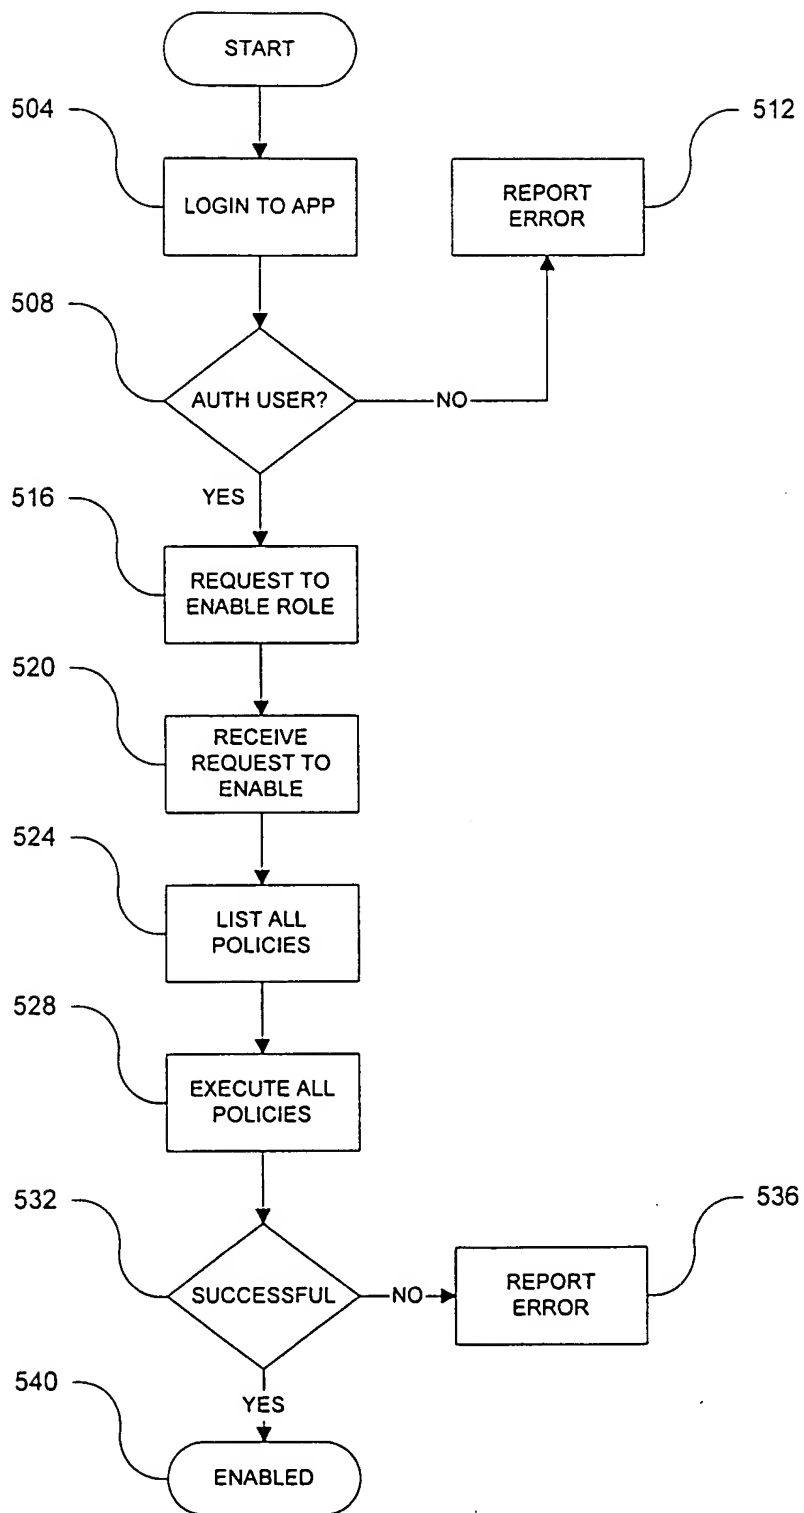 START
504
512
LOGIN TO APP
REPORT
ERROR
508
AUTH USER?
NO
YES
516
REQUEST TO
ENABLE ROLE
520
RECEIVE
REQUEST TO
ENABLE
524
LIST ALL
POLICIES
528
EXECUTE ALL
POLICIES
532
536
SUCCESSFUL
NO
REPORT
ERROR
YES
540
ENABLED